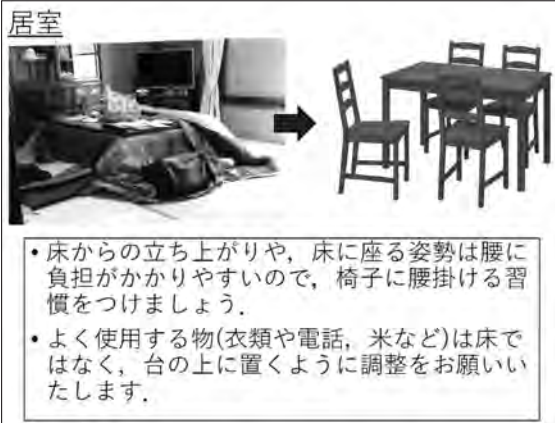 居室
・床からの立ち上がりや，床に座る姿勢は腰に
負担がかかりやすいので，椅子に腰掛ける習
慣をつけましょう．
・よく使用する物(衣類や電話，米など)は床で
はなく，台の上に置くように調整をお願いい
たします．